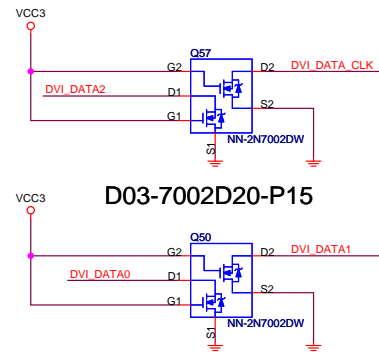 VCC3
Q57
G2
D2
DVI_DATA_CLK
DVI_DATA2
D1
S2
G1
S1
NN-2N7002DW
D03-7002D20-P15
VCC3
Q50
G2
D2
DVI_DATA1
DVI_DATA0
D1
S2
G1
S1
NN-2N7002DW